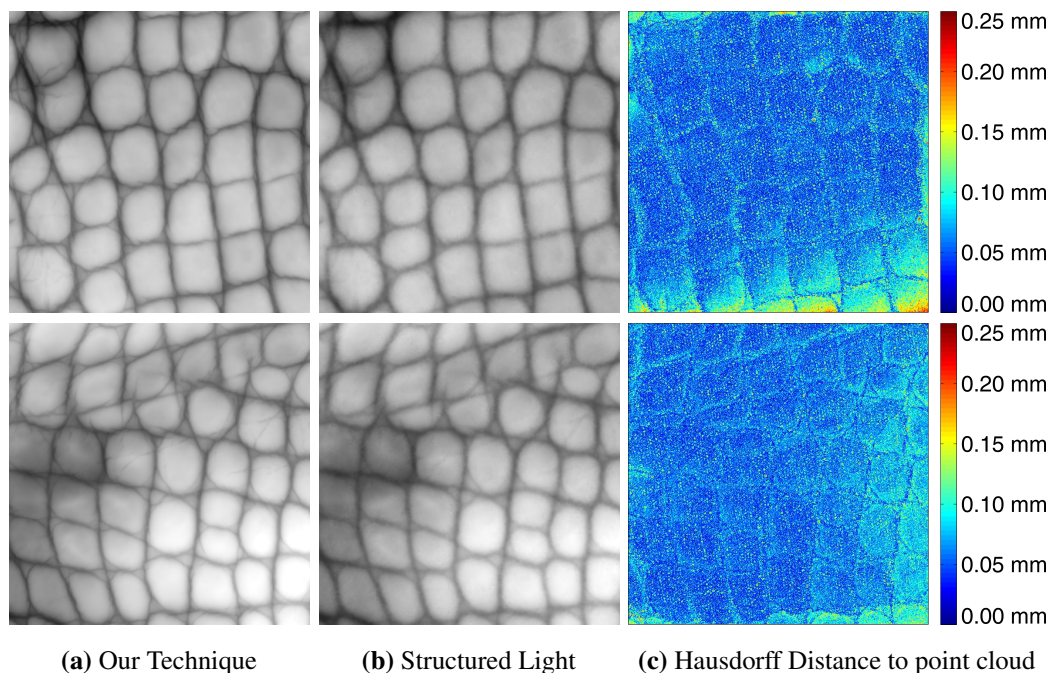 0.25 mm
0.20 mm
0.15 mm
0.10 mm
0.05 mm
0.00 mm
0.25 mm
0.20 mm
0.15 mm
0.10 mm
0.05 mm
0.00 mm
(a) Our Technique
(b) Structured Light
(c) Hausdorff Distance to point cloud